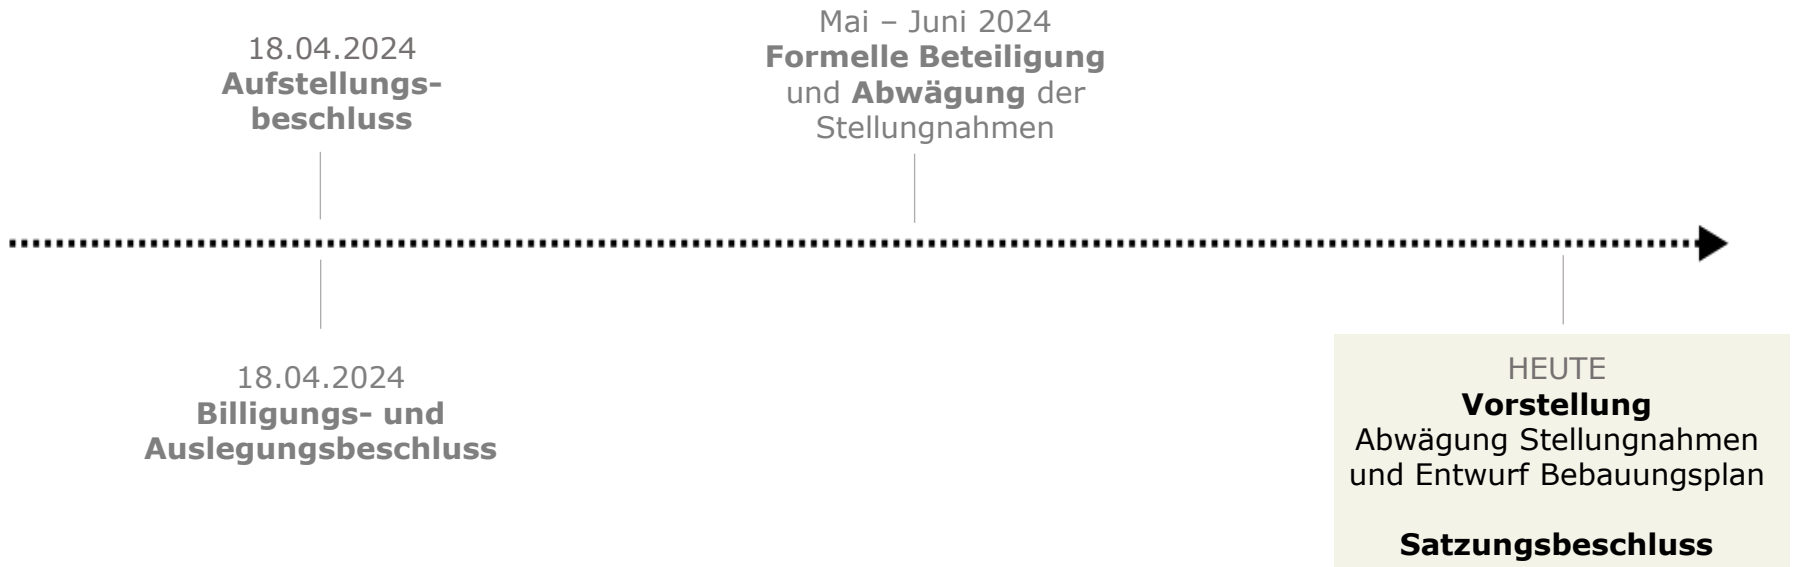 18.04.2024
Aufstellungs-
beschluss
Mai – Juni 2024
Formelle Beteiligung
und Abwägung der
Stellungnahmen
18.04.2024
Billigungs- und
Auslegungsbeschluss
HEUTE
Vorstellung
Abwägung Stellungnahmen
und Entwurf Bebauungsplan
Satzungsbeschluss